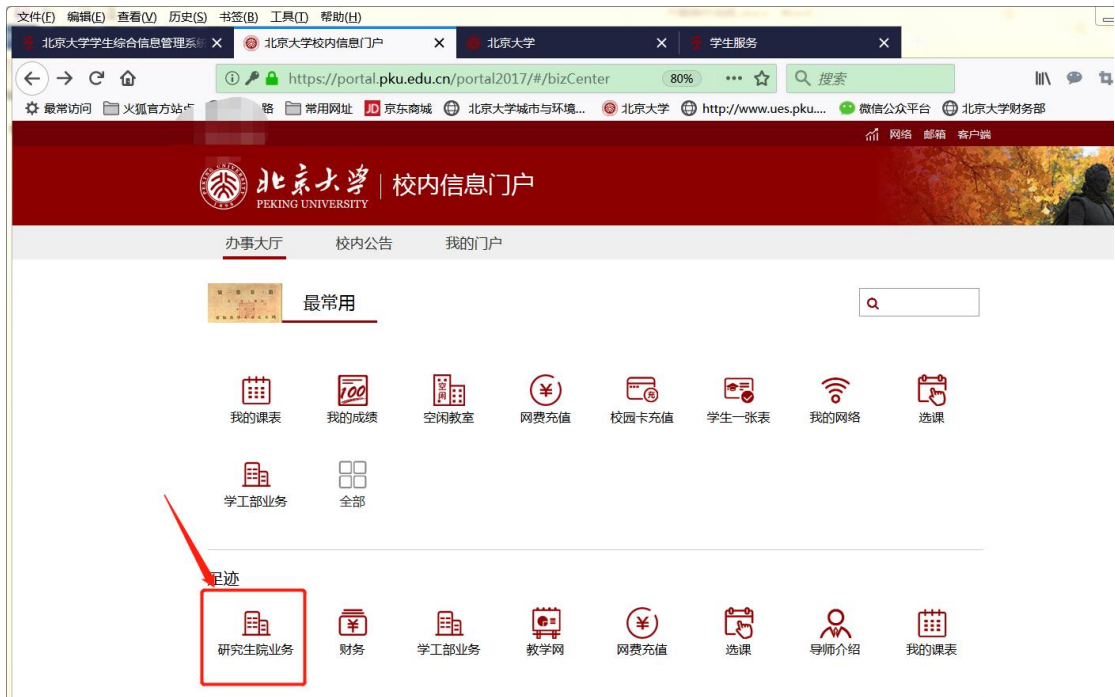 文件(F) 编辑(E) 查看(V) 历史(S) 书签(B) 工具(T) 帮助(H)
北京大学学生综合信息管理系统 北京大学校内信息门户 北京大学 学生服务
https://portal.pku.edu.cn/portal2017/#/bizCenter 80% 搜索
最常访问 火狐官方站点 常用网址 JD 京东商城 北京大学城市与环境... 北京大学 http://www.ues.pku.... 微信公众平台 北京大学财务部
网络 邮箱 客户端
北京大学 校内信息门户
PEKING UNIVERSITY
办事大厅 校内公告 我的门户
最常用
我的课表 我的成绩 空闲教室 网费充值 校园卡充值 学生一张表 我的网络 选课
学工部业务 全部
足迹
研究生院业务 财务 学工部业务 教学网 网费充值 选课 导师介绍 我的课表